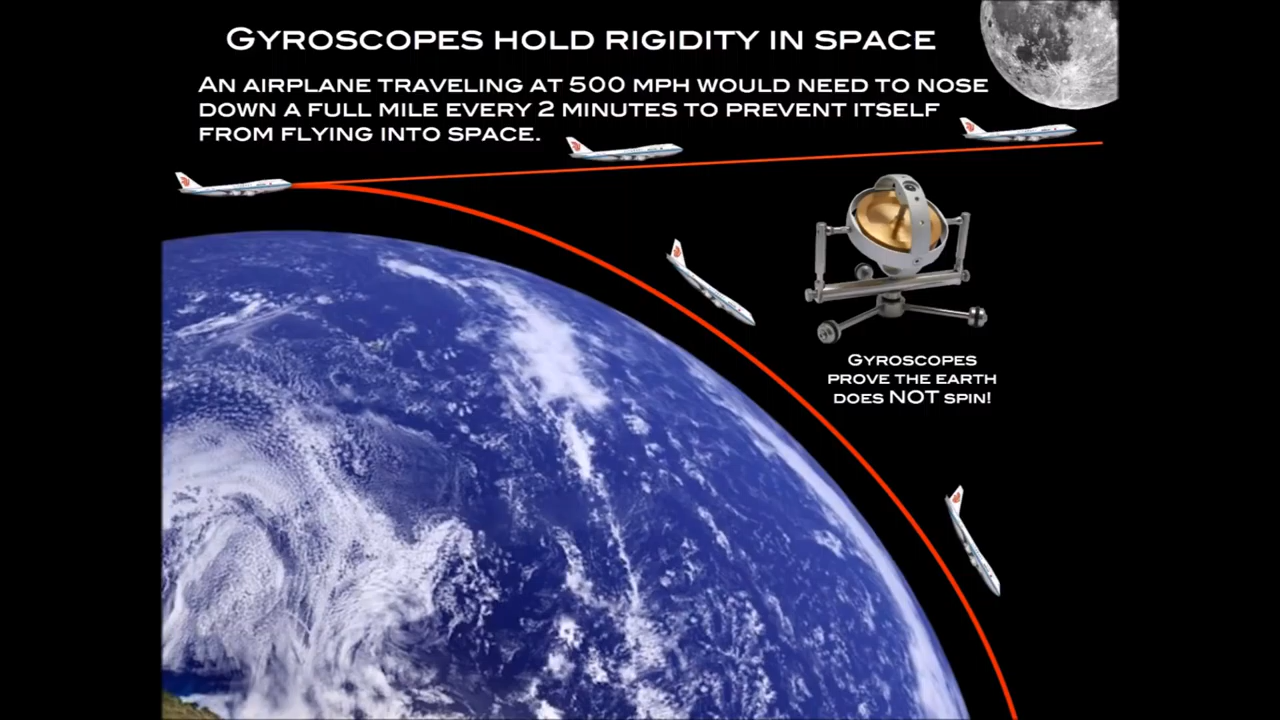 GYROSCOPES HOLD RIGIDITY IN SPACE
AN AIRPLANE TRAVELING AT 500 MPH WOULD NEED TO NOSE
DOWN A FULL MILE EVERY 2 MINUTES TO PREVENT ITSELF
FROM FLYING INTO SPACE.
GYROSCOPES
PROVE THE EARTH
DOES NOT SPIN!